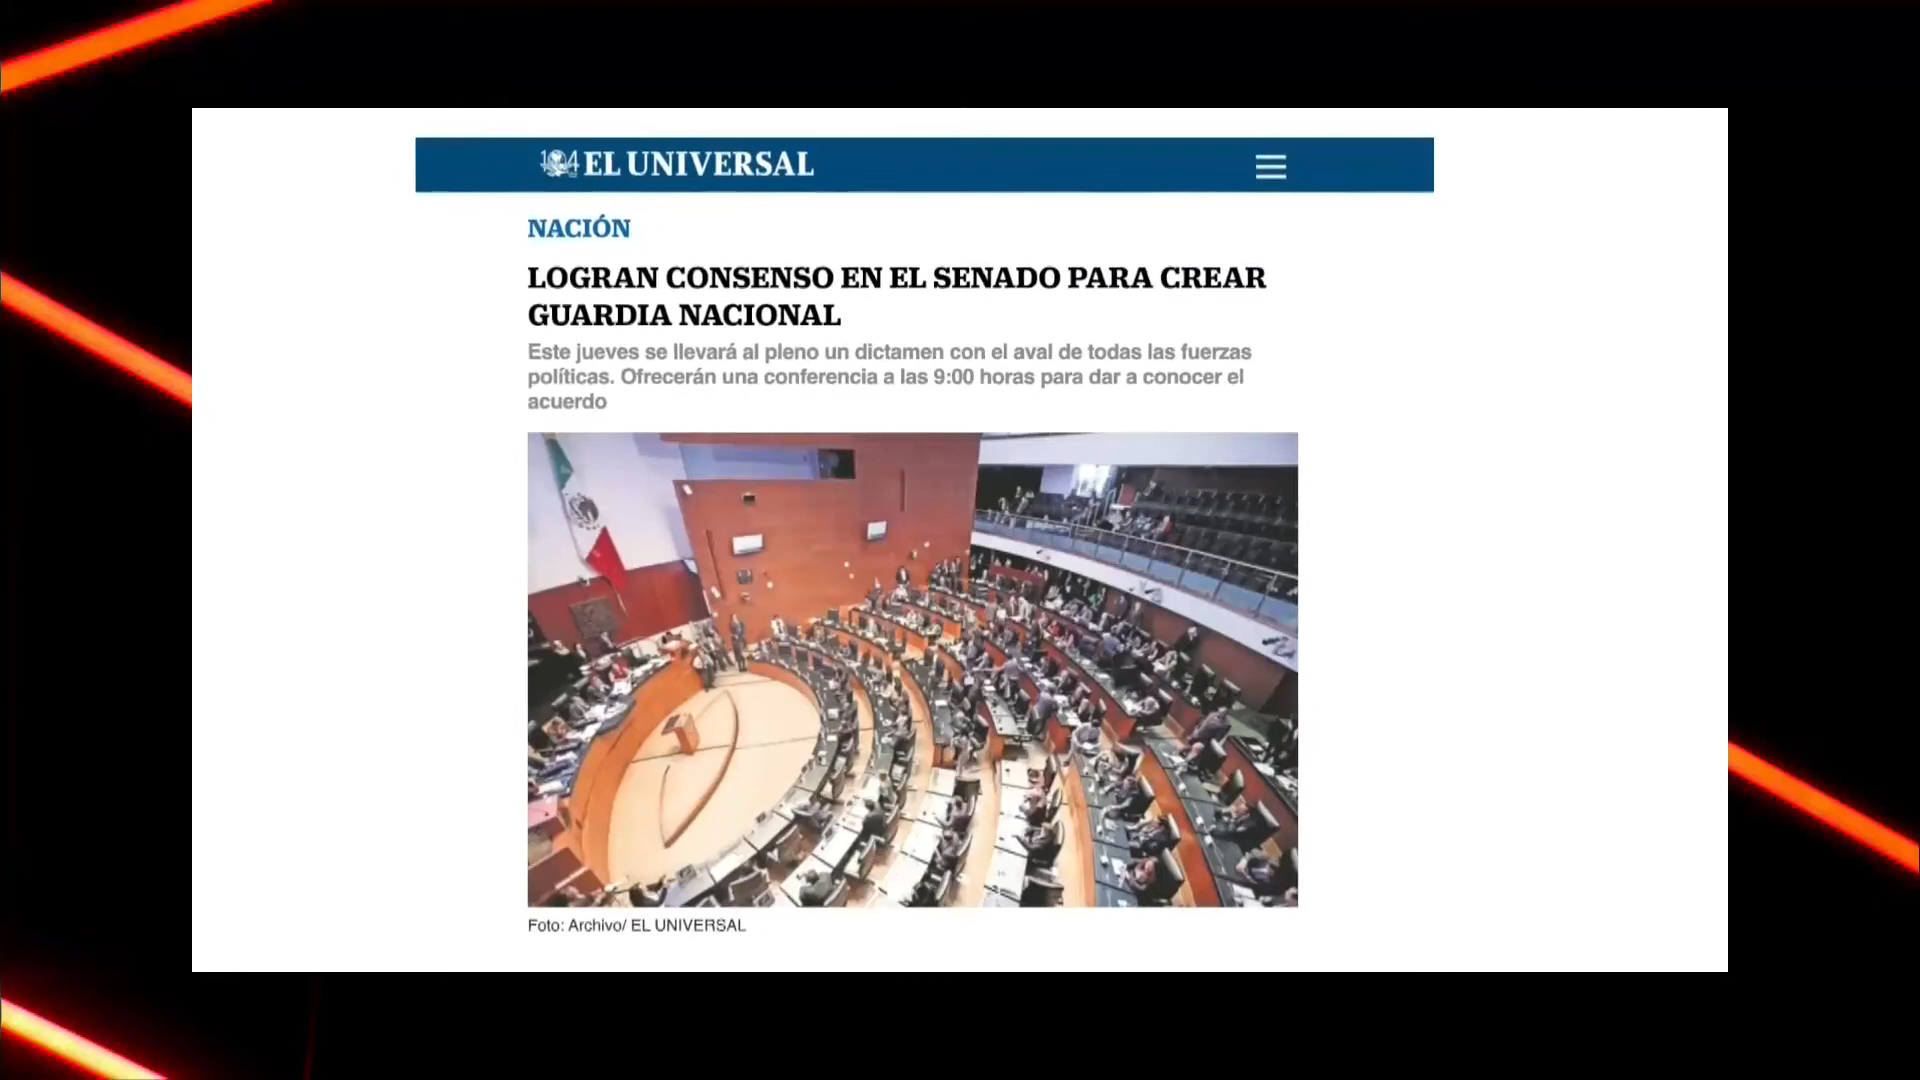 104 EL UNIVERSAL
NACIÓN
LOGRAN CONSENSO EN EL SENADO PARA CREAR
GUARDIA NACIONAL
Este jueves se llevará al pleno un dictamen con el aval de todas las fuerzas
políticas. Ofrecerán una conferencia a las 9:00 horas para dar a conocer el
acuerdo
Foto: Archivo/ EL UNIVERSAL